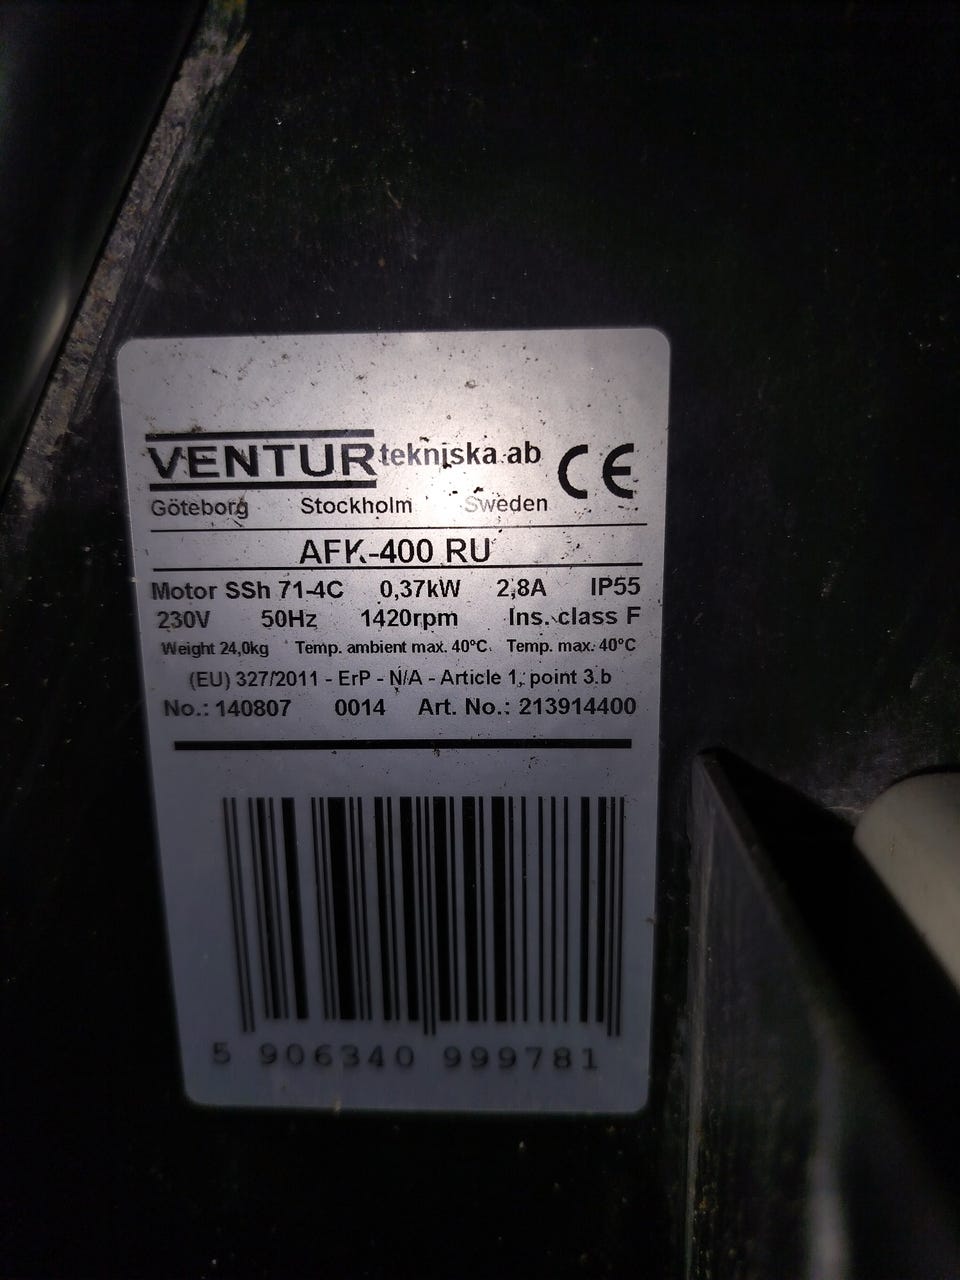 VENTUR tekniska ab CE
Göteborg Stockholm Sweden
AFK-400 RU
Motor SSh 71-4C 0,37kW 2,8A IP55
230V 50Hz 1420rpm Ins. class F
Weight 24,0kg Temp. ambient max. 40°C Temp. max. 40°C
(EU) 327/2011 - ErP - N/A - Article 1, point 3.b
No.: 140807 0014 Art. No.: 213914400
5 906340 999781